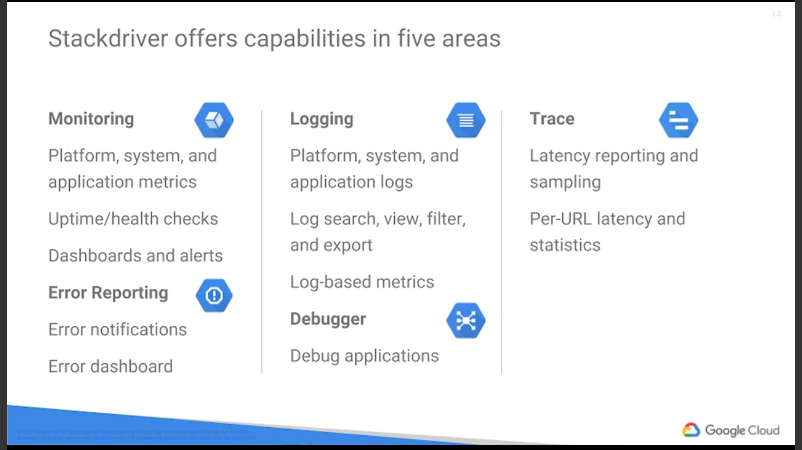 14
Stackdriver offers capabilities in five areas
Monitoring
Platform, system, and
application metrics
Uptime/health checks
Dashboards and alerts
Error Reporting
Error notifications
Error dashboard
Logging
Platform, system, and
application logs
Log search, view, filter,
and export
Log-based metrics
Debugger
Debug applications
Trace
Latency reporting and
sampling
Per-URL latency and
statistics
Google Cloud